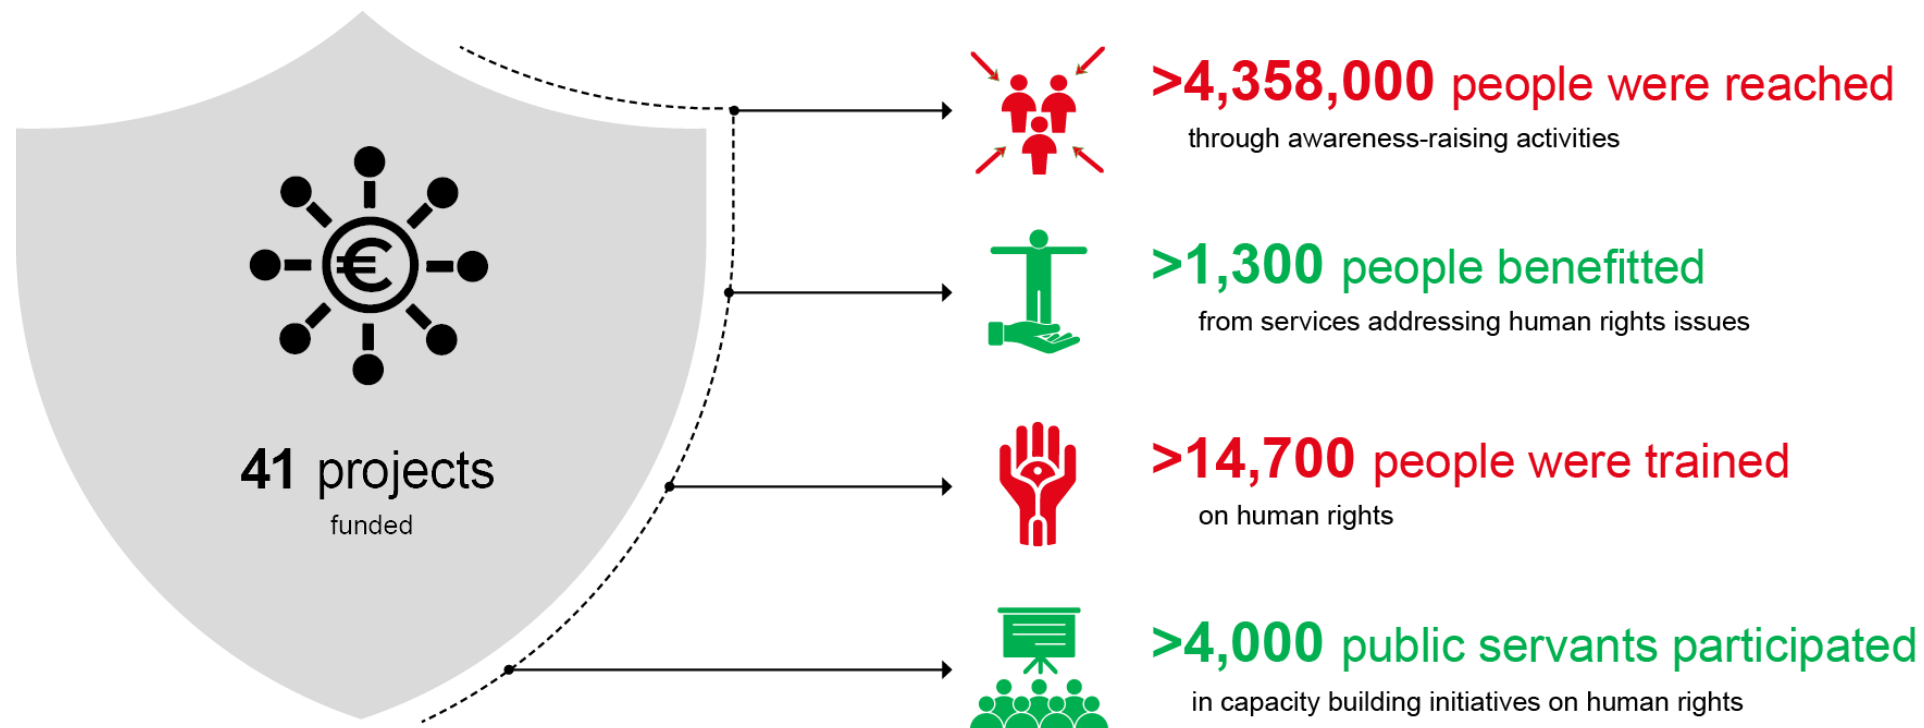 41 projects
funded
>4,358,000 people were reached
through awareness-raising activities
>1,300 people benefitted
from services addressing human rights issues
>14,700 people were trained
on human rights
>4,000 public servants participated
in capacity building initiatives on human rights